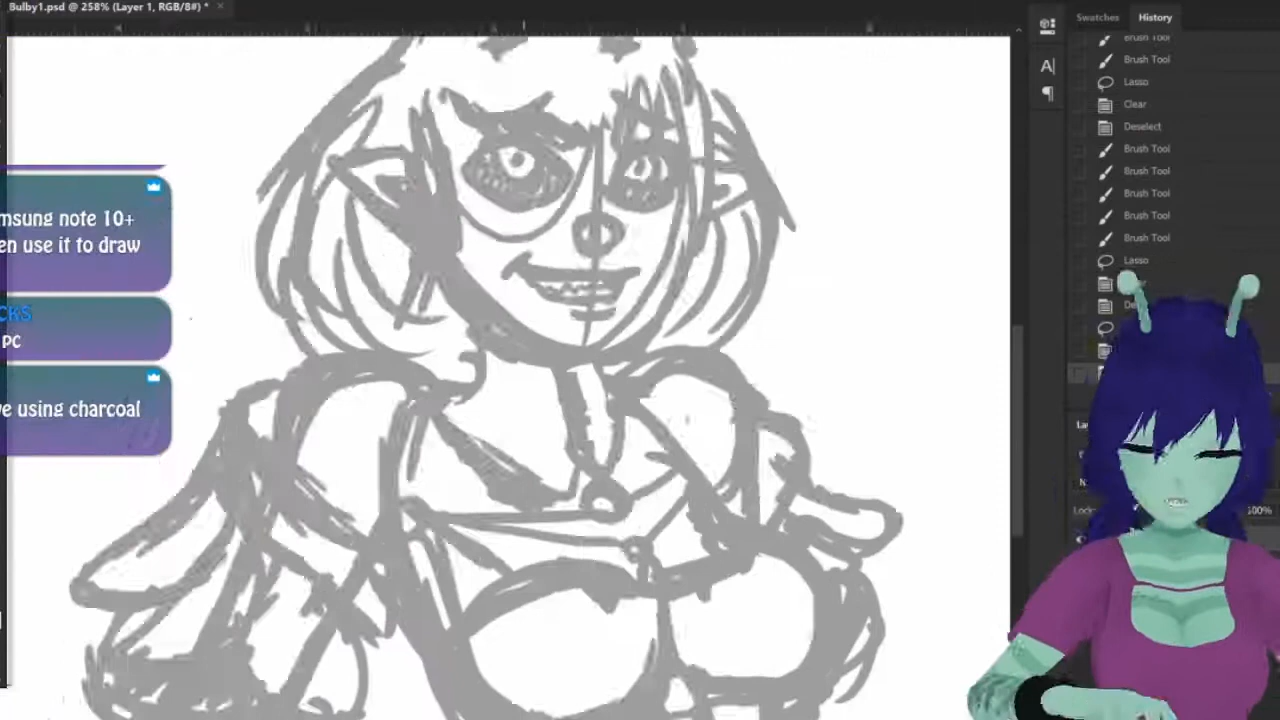 Bulby1.psd @ 258% (Layer 1, RGB/8#) *
Swatches
History
Brush Tool
Brush Tool
Lasso
Clear
Deselect
Brush Tool
Brush Tool
Brush Tool
Brush Tool
Brush Tool
Lasso
msung note 10+
en use it to draw
CKS
PC
ve using charcoal
100%